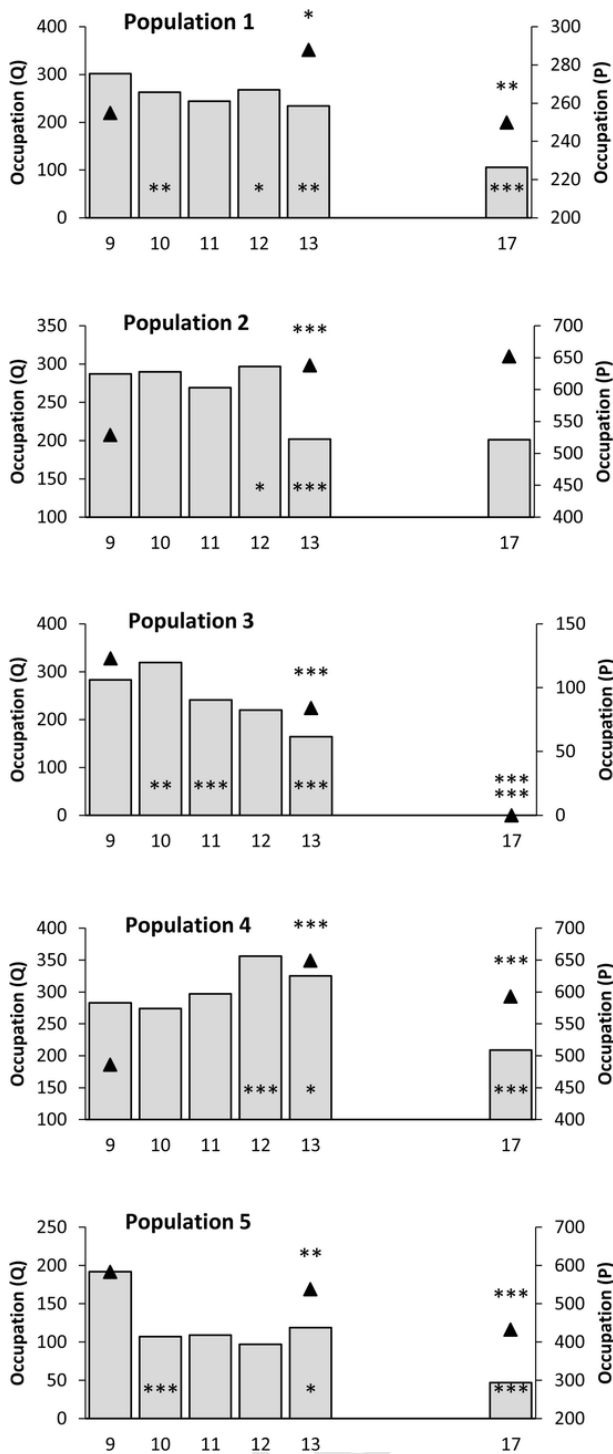 Population 1
Occupation (Q)
Occupation (P)
400
300
200
100
0
300
280
260
240
220
200
*
**
** * ** ***
9 10 11 12 13 17
Population 2
Occupation (Q)
Occupation (P)
350
300
250
200
150
100
700
650
600
550
500
450
400
***
* ***
9 10 11 12 13 17
Population 3
Occupation (Q)
Occupation (P)
400
300
200
100
0
150
100
50
0
***
***
***
** *** ***
9 10 11 12 13 17
Population 4
Occupation (Q)
Occupation (P)
400
350
300
250
200
150
100
700
650
600
550
500
450
400
***
***
*** * ***
9 10 11 12 13 17
Population 5
Occupation (Q)
Occupation (P)
250
200
150
100
50
0
700
600
500
400
300
200
**
***
*** * ***
9 10 11 12 13 17